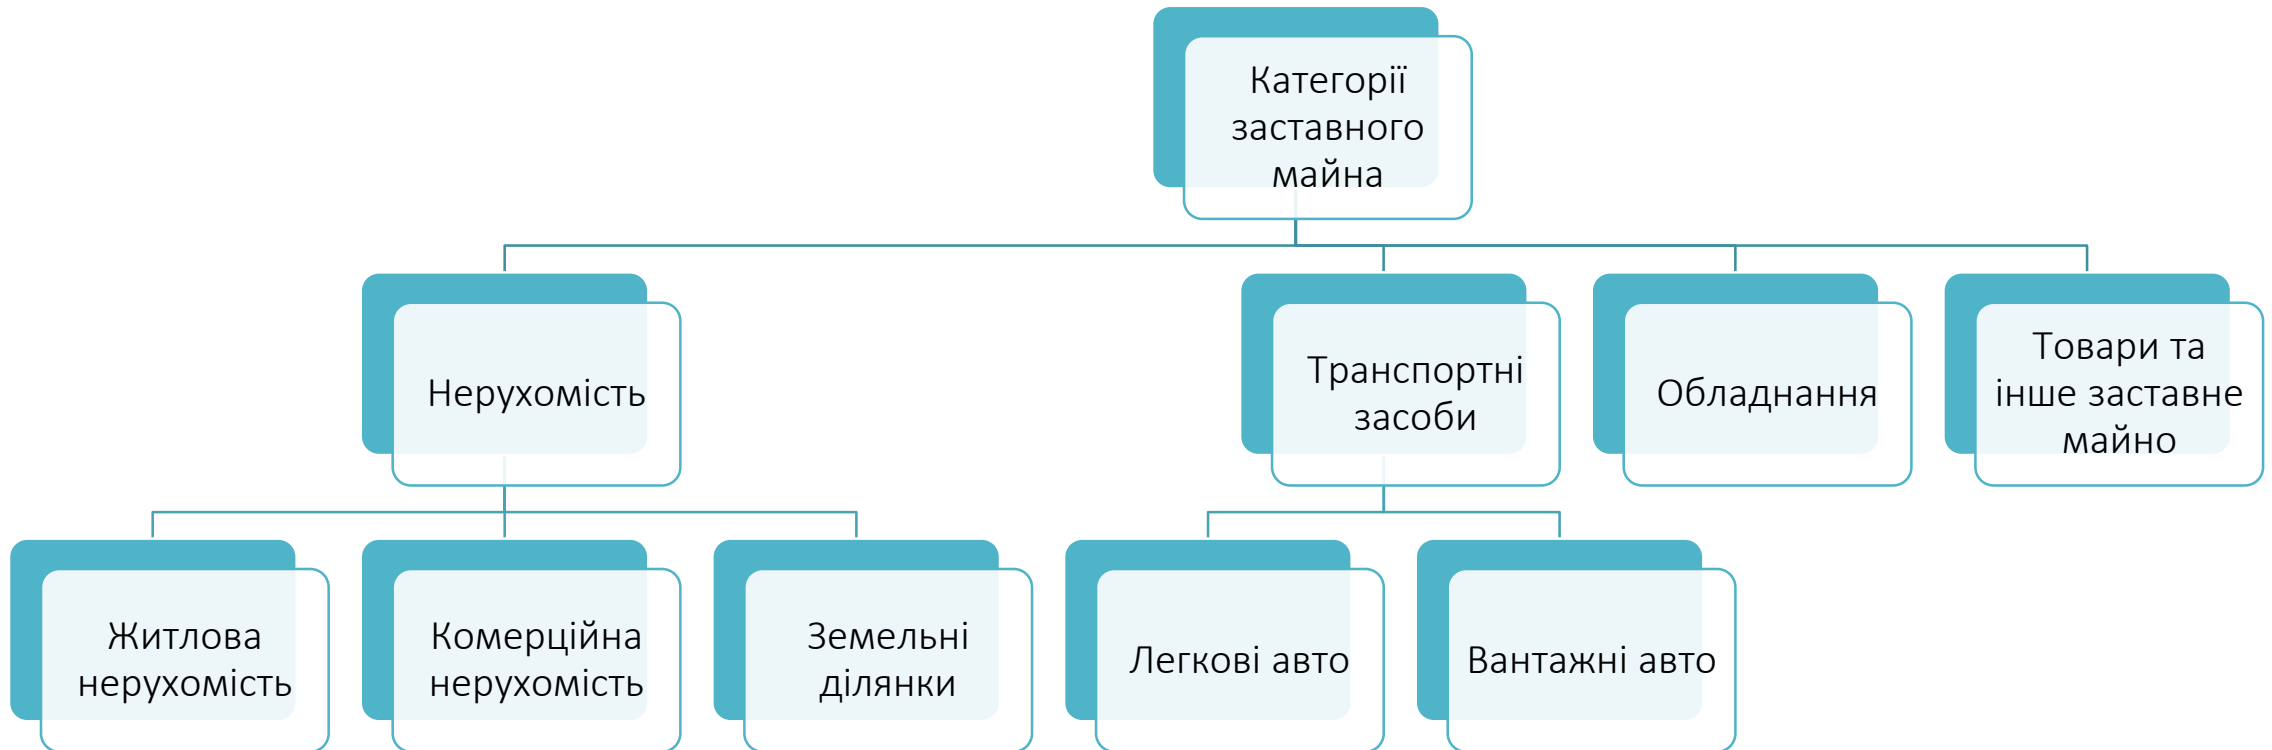 Категорії
заставного
майна
Нерухомість
Транспортні
засоби
Обладнання
Товари та
інше заставне
майно
Житлова
нерухомість
Комерційна
нерухомість
Земельні
ділянки
Легкові авто
Вантажні авто